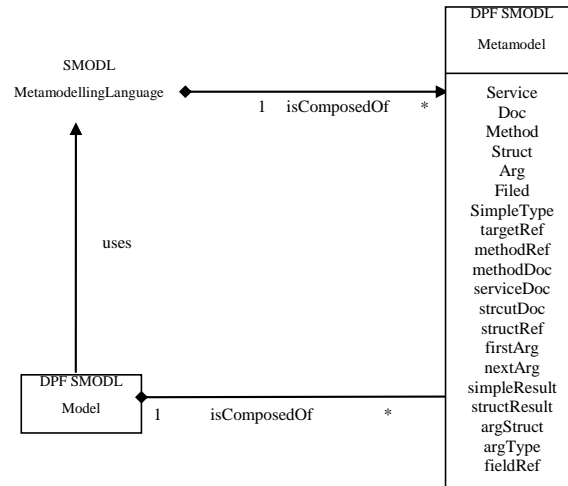 DPF SMODL
Metamodel
SMODL
MetamodellingLanguage
1 isComposedOf *
Service
Doc
Method
Struct
Arg
Filed
SimpleType
targetRef
methodRef
methodDoc
serviceDoc
strcutDoc
structRef
firstArg
nextArg
simpleResult
structResult
argStruct
argType
fieldRef
uses
DPF SMODL
Model
1 isComposedOf *